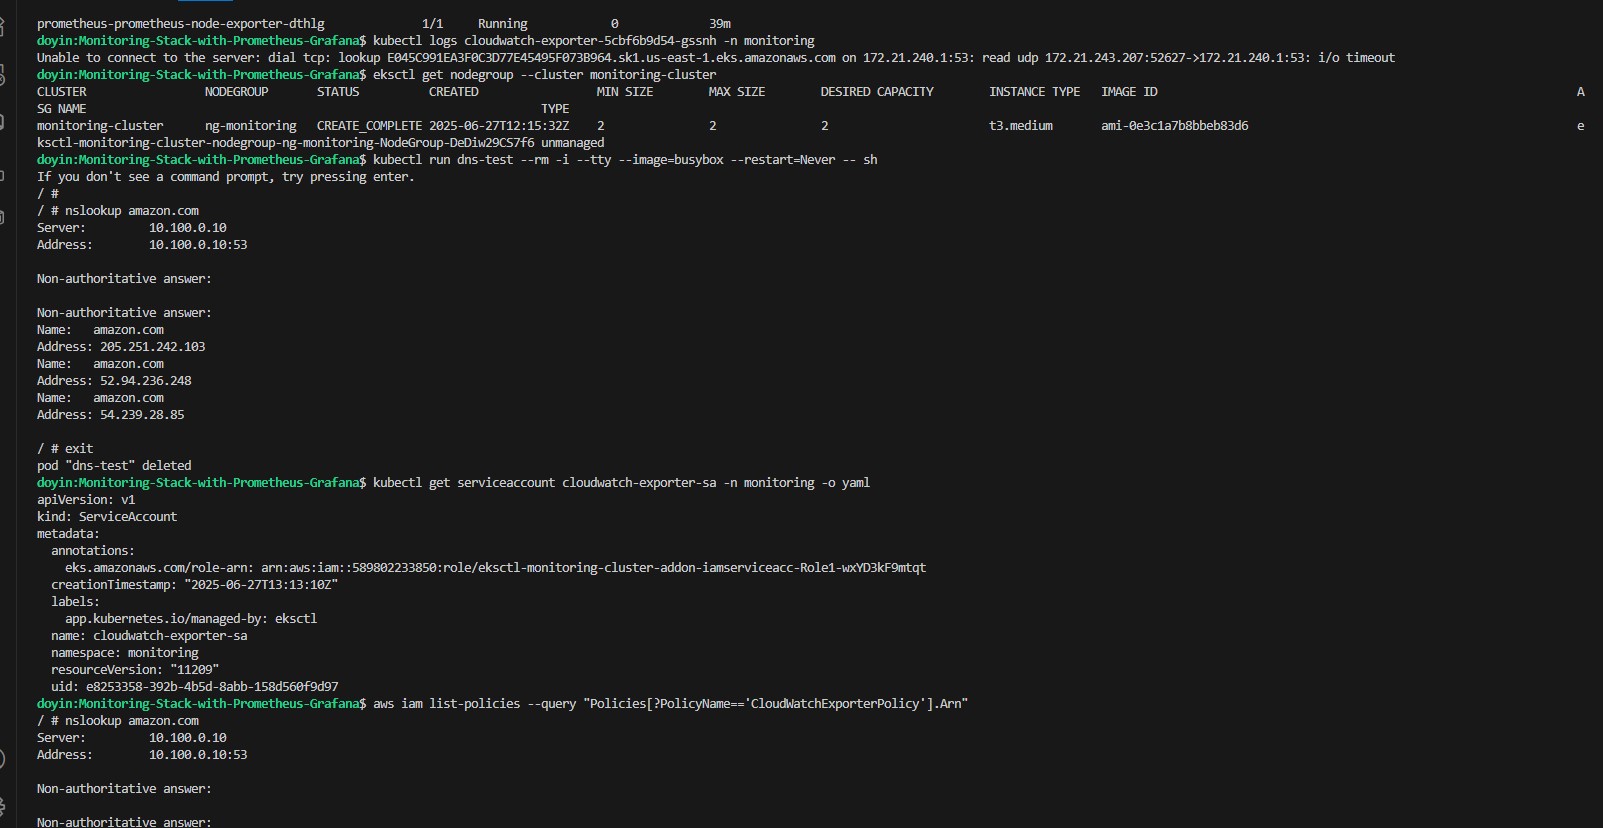 prometheus-prometheus-node-exporter-dthlg 1/1 Running 0 39m
doyin:Monitoring-Stack-with-Prometheus-Grafana$ kubectl logs cloudwatch-exporter-5cbf6b9d54-gssnh -n monitoring
Unable to connect to the server: dial tcp: lookup E045C991EA3F0C3D77E45495F073B964.sk1.us-east-1.eks.amazonaws.com on 172.21.240.1:53: read udp 172.21.243.207:52627->172.21.240.1:53: i/o timeout
doyin:Monitoring-Stack-with-Prometheus-Grafana$ eksctl get nodegroup --cluster monitoring-cluster
CLUSTER NODEGROUP STATUS CREATED MIN SIZE MAX SIZE DESIRED CAPACITY INSTANCE TYPE IMAGE ID A
SG NAME TYPE
monitoring-cluster ng-monitoring CREATE_COMPLETE 2025-06-27T12:15:32Z 2 2 2 t3.medium ami-0e3c1a7b8bbeb83d6 e
ksctl-monitoring-cluster-nodegroup-ng-monitoring-NodeGroup-DeDiw29CS7f6 unmanaged
doyin:Monitoring-Stack-with-Prometheus-Grafana$ kubectl run dns-test --rm -i --tty --image=busybox --restart=Never -- sh
If you don't see a command prompt, try pressing enter.
/ #
/ # nslookup amazon.com
Server: 10.100.0.10
Address: 10.100.0.10:53
Non-authoritative answer:
Non-authoritative answer:
Name: amazon.com
Address: 205.251.242.103
Name: amazon.com
Address: 52.94.236.248
Name: amazon.com
Address: 54.239.28.85
/ # exit
pod "dns-test" deleted
doyin:Monitoring-Stack-with-Prometheus-Grafana$ kubectl get serviceaccount cloudwatch-exporter-sa -n monitoring -o yaml
apiVersion: v1
kind: ServiceAccount
metadata:
  annotations:
    eks.amazonaws.com/role-arn: arn:aws:iam::589802233850:role/eksctl-monitoring-cluster-addon-iamserviceacc-Role1-wxYD3kF9mtqt
  creationTimestamp: "2025-06-27T13:13:10Z"
  labels:
    app.kubernetes.io/managed-by: eksctl
  name: cloudwatch-exporter-sa
  namespace: monitoring
  resourceVersion: "11209"
  uid: e8253358-392b-4b5d-8abb-158d560f9d97
doyin:Monitoring-Stack-with-Prometheus-Grafana$ aws iam list-policies --query "Policies[?PolicyName=='CloudWatchExporterPolicy'].Arn"
/ # nslookup amazon.com
Server: 10.100.0.10
Address: 10.100.0.10:53
Non-authoritative answer:
Non-authoritative answer: